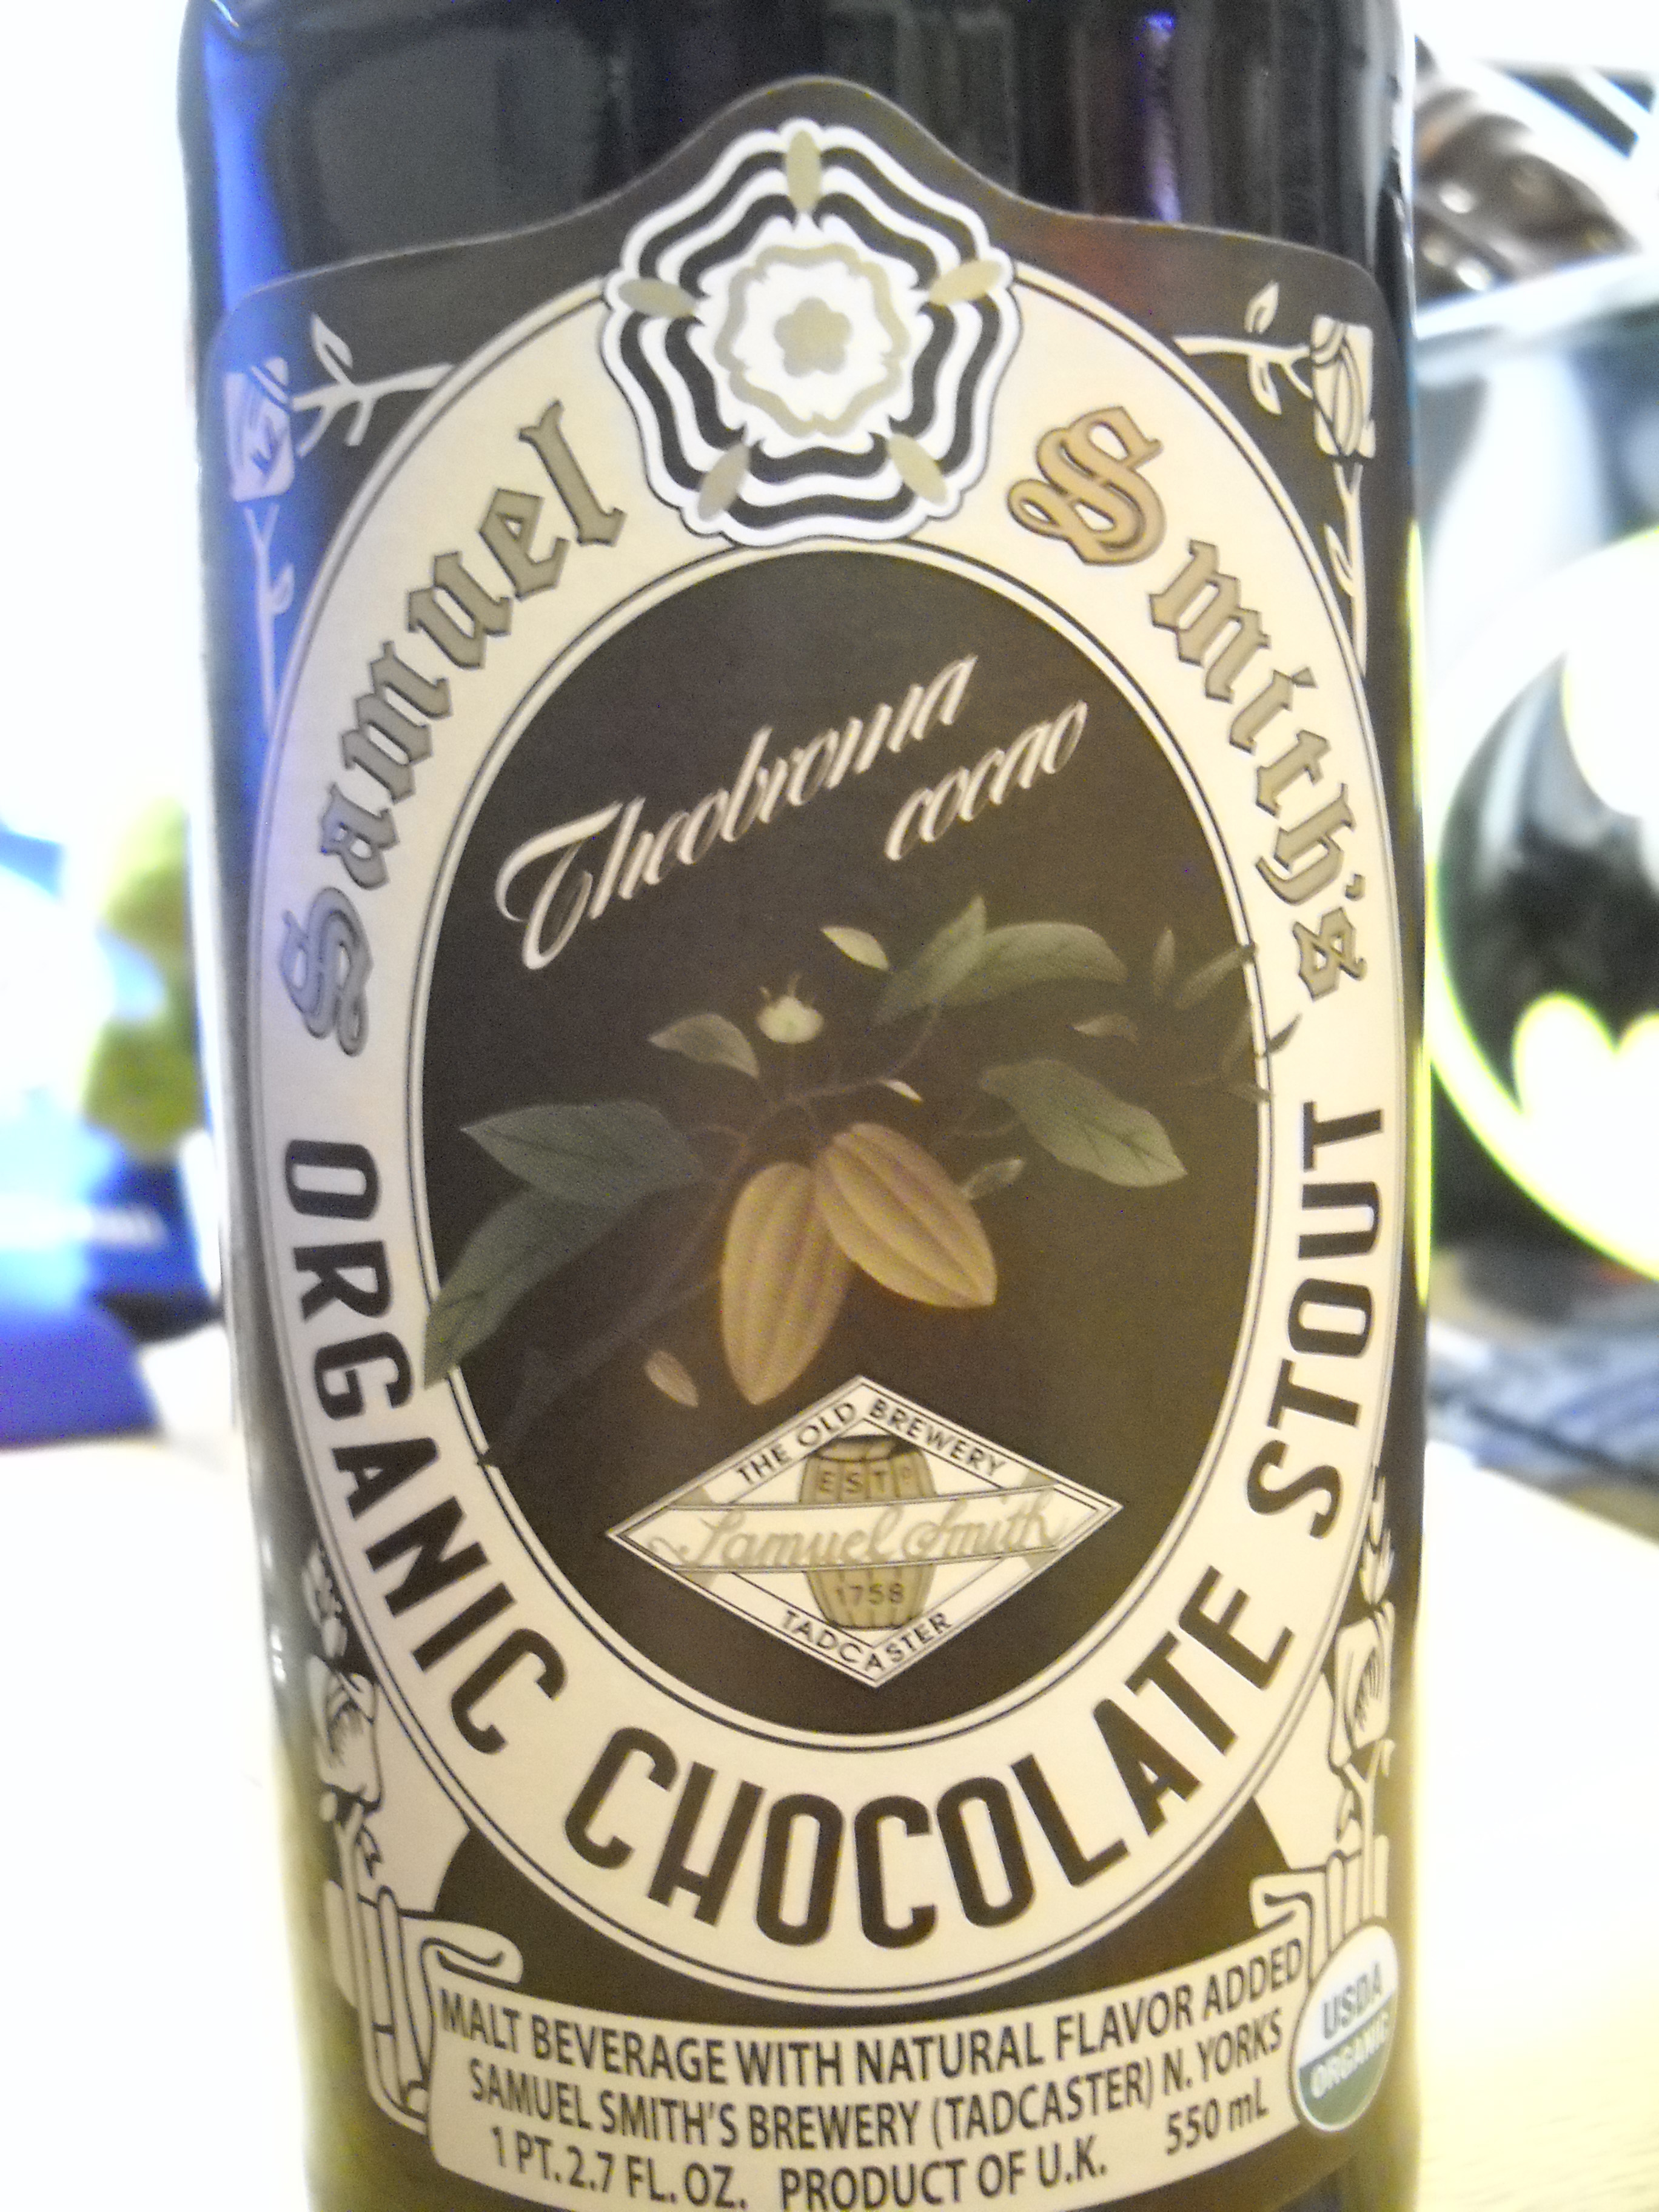 Samuel Smith's
Theobroma
cocao
THE OLD BREWERY
ESTD
Samuel Smith
1758
TADCASTER
ORGANIC CHOCOLATE STOUT
MALT BEVERAGE WITH NATURAL FLAVOR ADDED
SAMUEL SMITH'S BREWERY (TADCASTER) N. YORKS
1 PT. 2.7 FL. OZ. PRODUCT OF U.K. 550 mL
USDA
ORGANIC